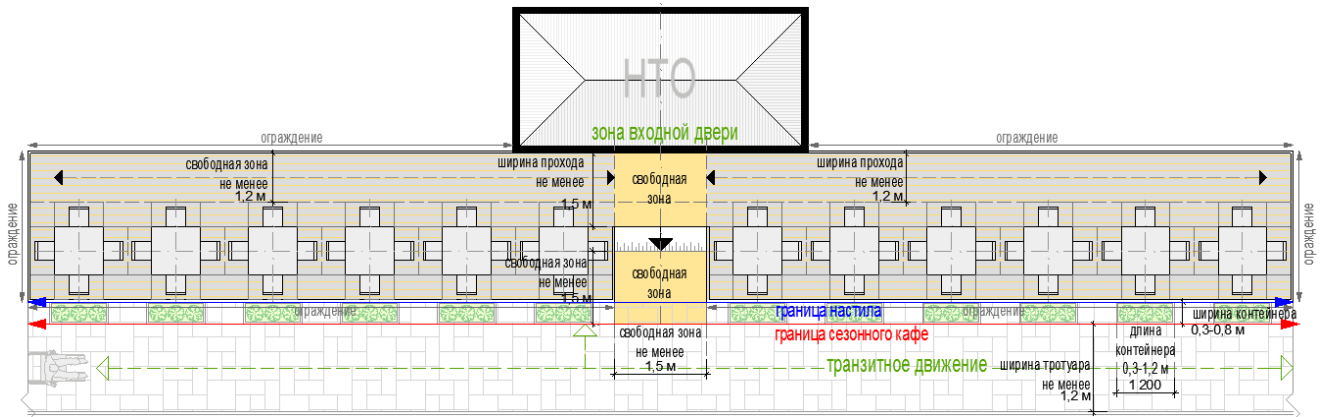 НТО
зона входной двери
ограждение
ограждение
свободная зона
не менее
1,2 м
ширина прохода
не менее
1,5 м
свободная
зона
ширина прохода
не менее
1,2 м
ограждение
ограждение
свободная зона
не менее
1,5 м
свободная
зона
ограждение
граница настила
ограждение
ширина контейнера
0,3-0,8 м
граница сезонного кафе
свободная зона
не менее
1,5 м
транзитное движение
ширина тротуара
не менее
1,2 м
длина
контейнера
0,3-1,2 м
1 200